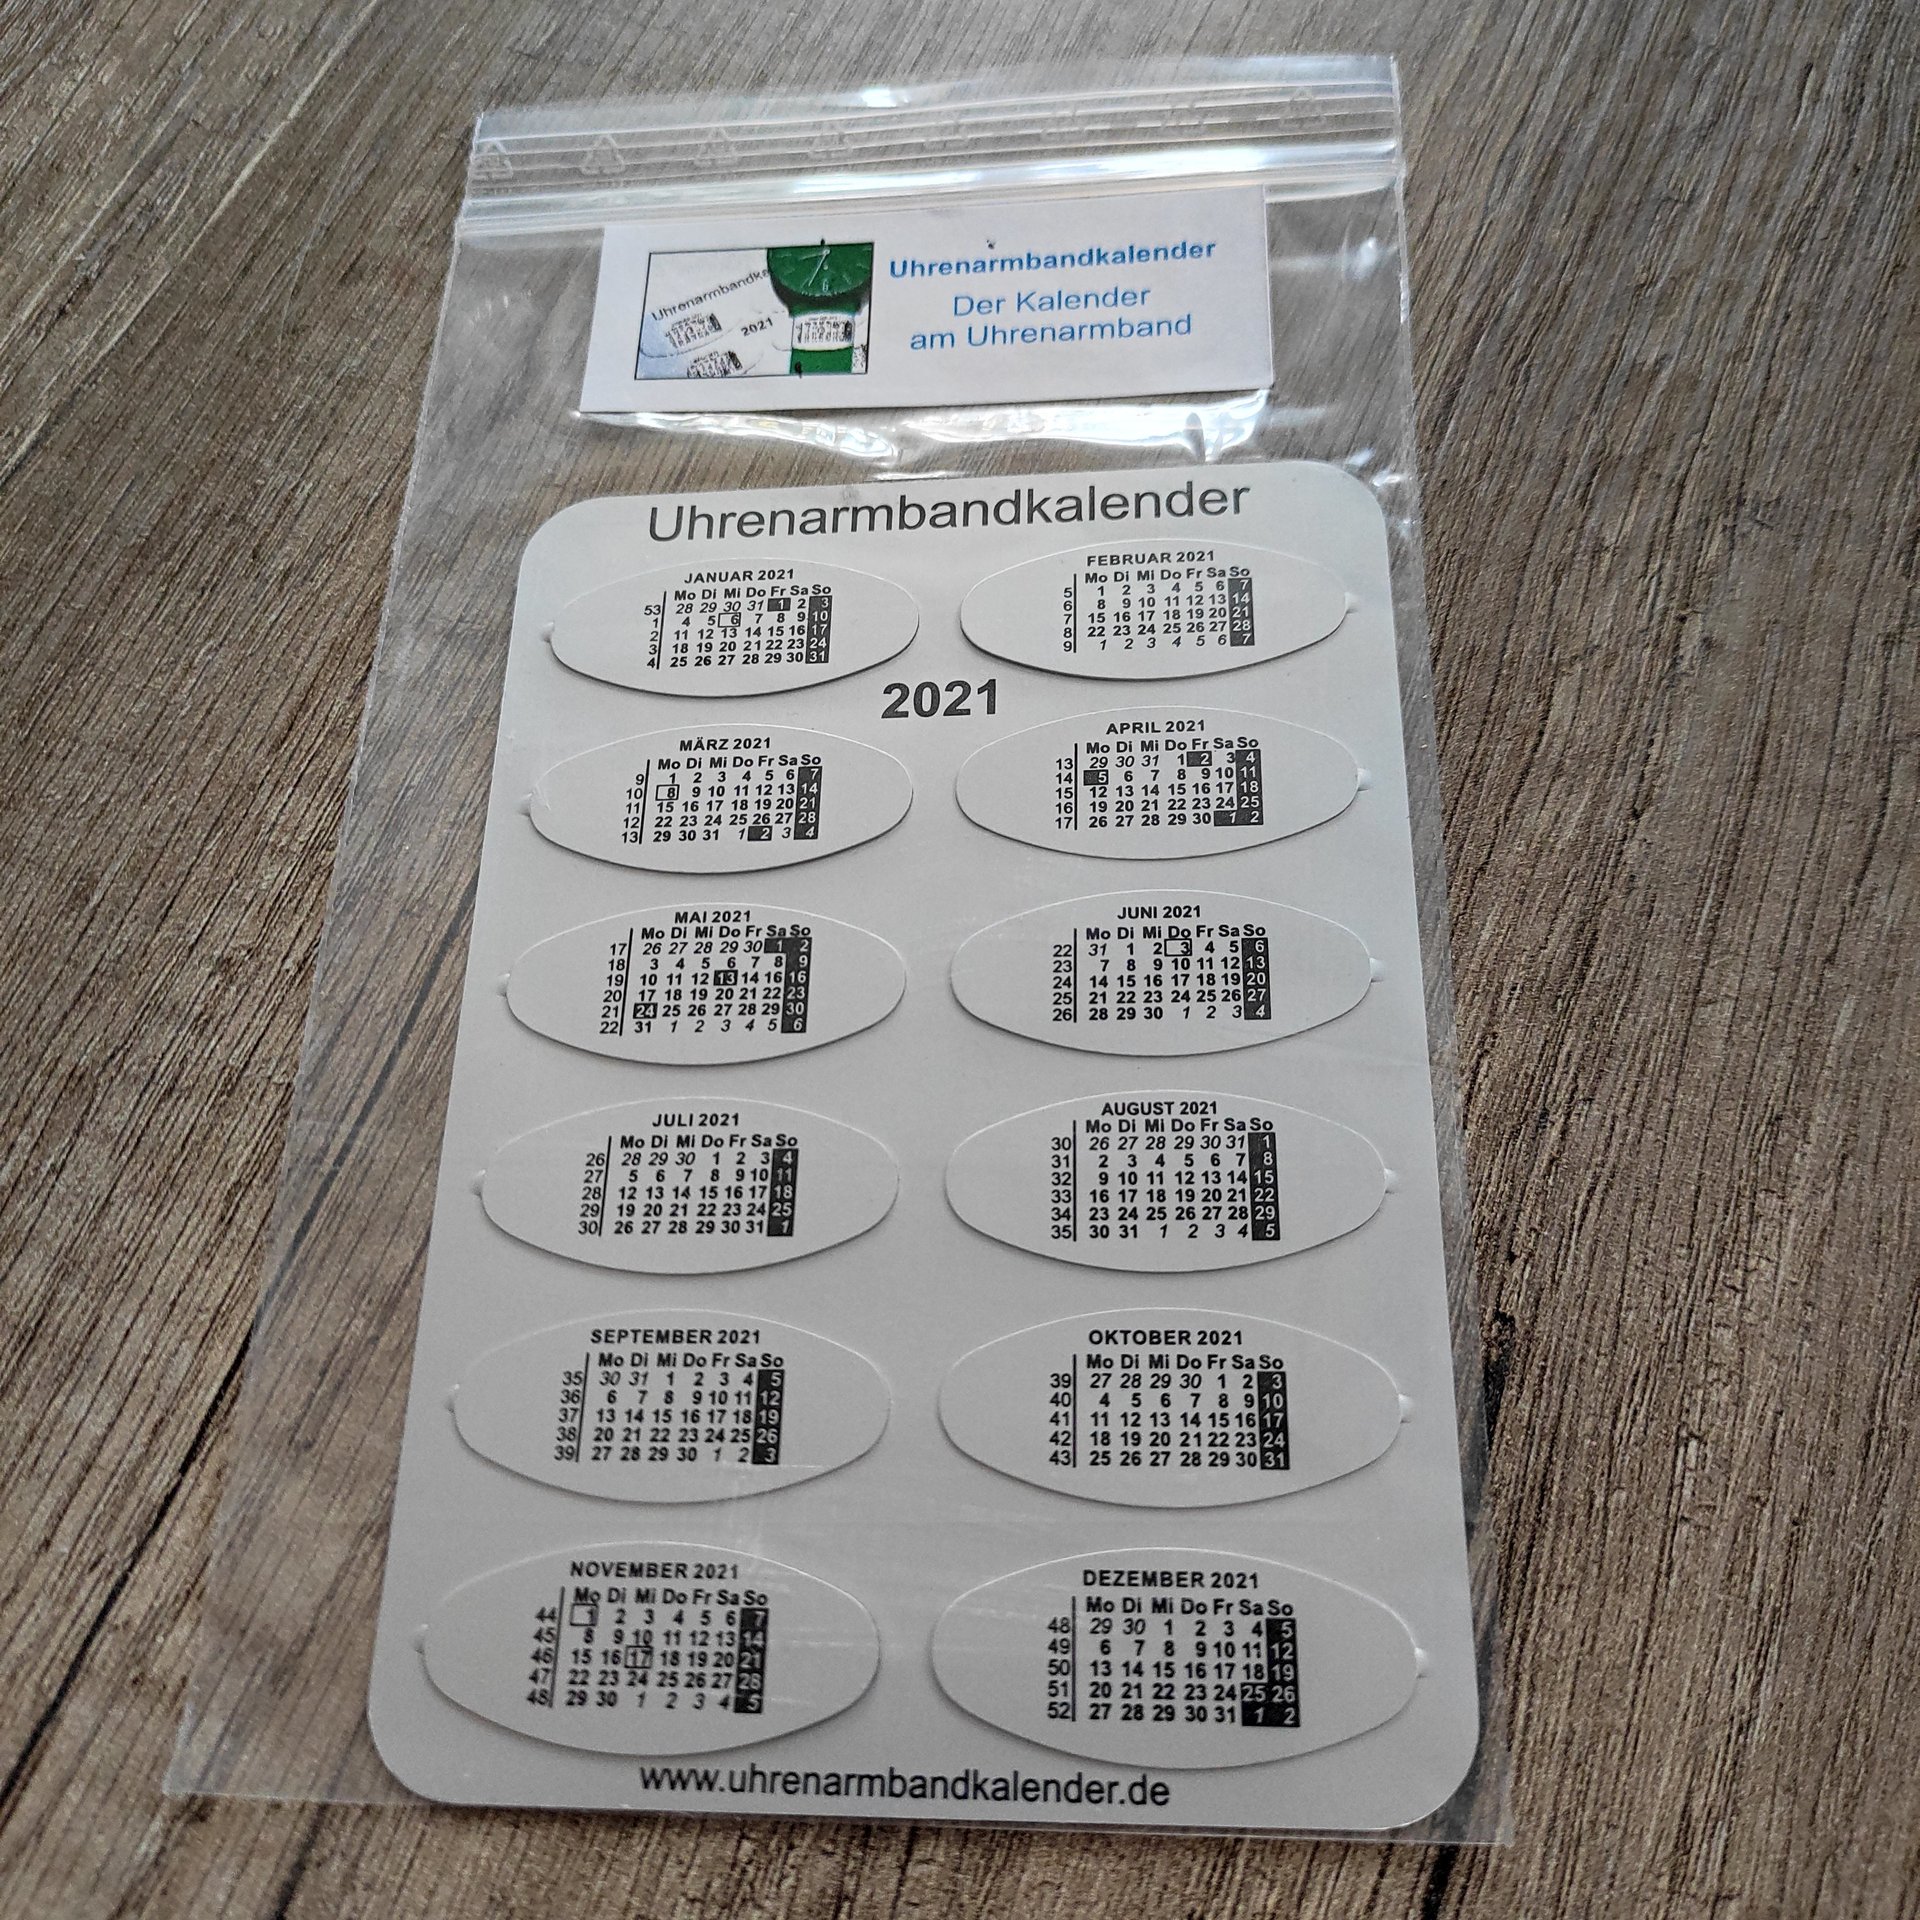 Uhrenarmbandkalender
2021
Uhrenarmbandkalender
Der Kalender
am Uhrenarmband
Uhrenarmbandkalender
JANUAR 2021
Mo Di Mi Do Fr Sa So
53 28 29 30 31 1 2 3
1 4 5 6 7 8 9 10
2 11 12 13 14 15 16 17
3 18 19 20 21 22 23 24
4 25 26 27 28 29 30 31
FEBRUAR 2021
Mo Di Mi Do Fr Sa So
5 1 2 3 4 5 6 7
6 8 9 10 11 12 13 14
7 15 16 17 18 19 20 21
8 22 23 24 25 26 27 28
9 1 2 3 4 5 6 7
2021
MÄRZ 2021
Mo Di Mi Do Fr Sa So
9 1 2 3 4 5 6 7
10 8 9 10 11 12 13 14
11 15 16 17 18 19 20 21
12 22 23 24 25 26 27 28
13 29 30 31 1 2 3 4
APRIL 2021
Mo Di Mi Do Fr Sa So
13 29 30 31 1 2 3 4
14 5 6 7 8 9 10 11
15 12 13 14 15 16 17 18
16 19 20 21 22 23 24 25
17 26 27 28 29 30 1 2
MAI 2021
Mo Di Mi Do Fr Sa So
17 26 27 28 29 30 1 2
18 3 4 5 6 7 8 9
19 10 11 12 13 14 16 16
20 17 18 19 20 21 22 23
21 24 25 26 27 28 29 30
22 31 1 2 3 4 5 6
JUNI 2021
Mo Di Mi Do Fr Sa So
22 31 1 2 3 4 5 6
23 7 8 9 10 11 12 13
24 14 15 16 17 18 19 20
25 21 22 23 24 25 26 27
26 28 29 30 1 2 3 4
JULI 2021
Mo Di Mi Do Fr Sa So
26 28 29 30 1 2 3 4
27 5 6 7 8 9 10 11
28 12 13 14 15 16 17 18
29 19 20 21 22 23 24 25
30 26 27 28 29 30 31 1
AUGUST 2021
Mo Di Mi Do Fr Sa So
30 26 27 28 29 30 31 1
31 2 3 4 5 6 7 8
32 9 10 11 12 13 14 15
33 16 17 18 19 20 21 22
34 23 24 25 26 27 28 29
35 30 31 1 2 3 4 5
SEPTEMBER 2021
Mo Di Mi Do Fr Sa So
35 30 31 1 2 3 4 5
36 6 7 8 9 10 11 12
37 13 14 15 16 17 18 19
38 20 21 22 23 24 25 26
39 27 28 29 30 1 2 3
OKTOBER 2021
Mo Di Mi Do Fr Sa So
39 27 28 29 30 1 2 3
40 4 5 6 7 8 9 10
41 11 12 13 14 15 16 17
42 18 19 20 21 22 23 24
43 25 26 27 28 29 30 31
NOVEMBER 2021
Mo Di Mi Do Fr Sa So
44 1 2 3 4 5 6 7
45 8 9 10 11 12 13 14
46 15 16 17 18 19 20 21
47 22 23 24 25 26 27 28
48 29 30 1 2 3 4 5
DEZEMBER 2021
Mo Di Mi Do Fr Sa So
48 29 30 1 2 3 4 5
49 6 7 8 9 10 11 12
50 13 14 15 16 17 18 19
51 20 21 22 23 24 25 26
52 27 28 29 30 31 1 2
www.uhrenarmbandkalender.de